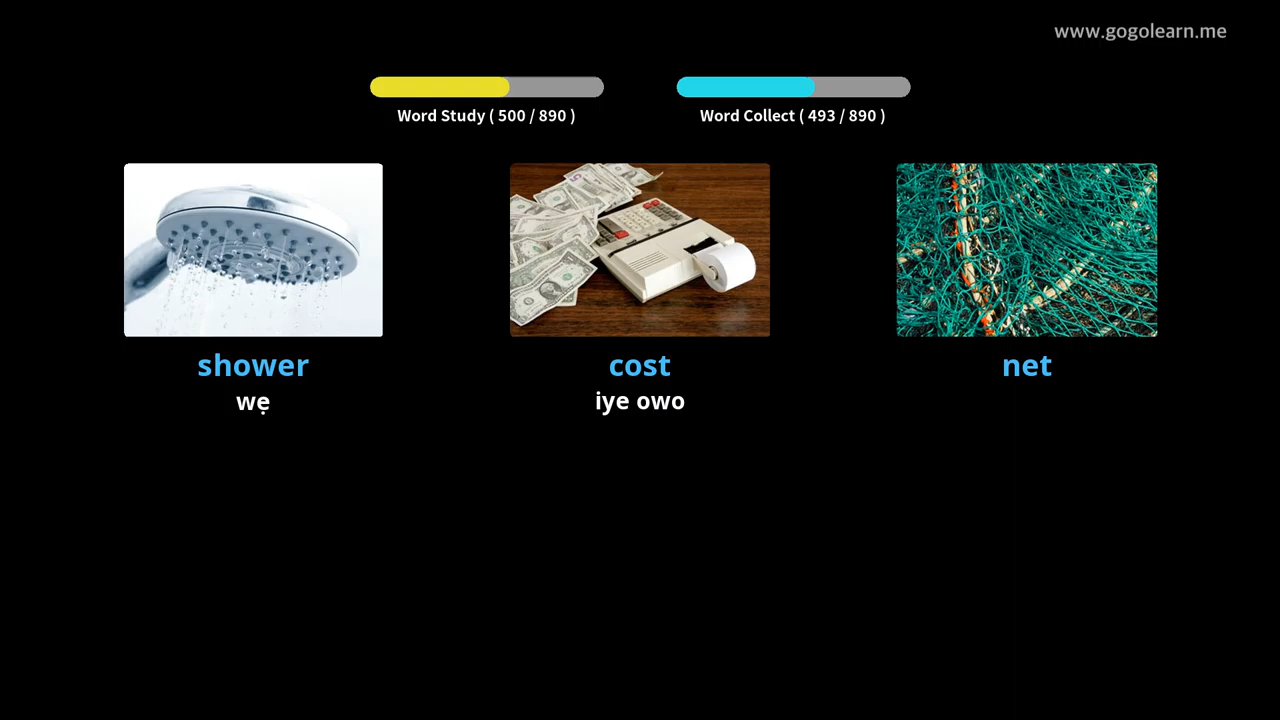 www.gogolearn.me
Word Study ( 500 / 890 )
Word Collect ( 493 / 890 )
shower
cost
net
wẹ
iye owo